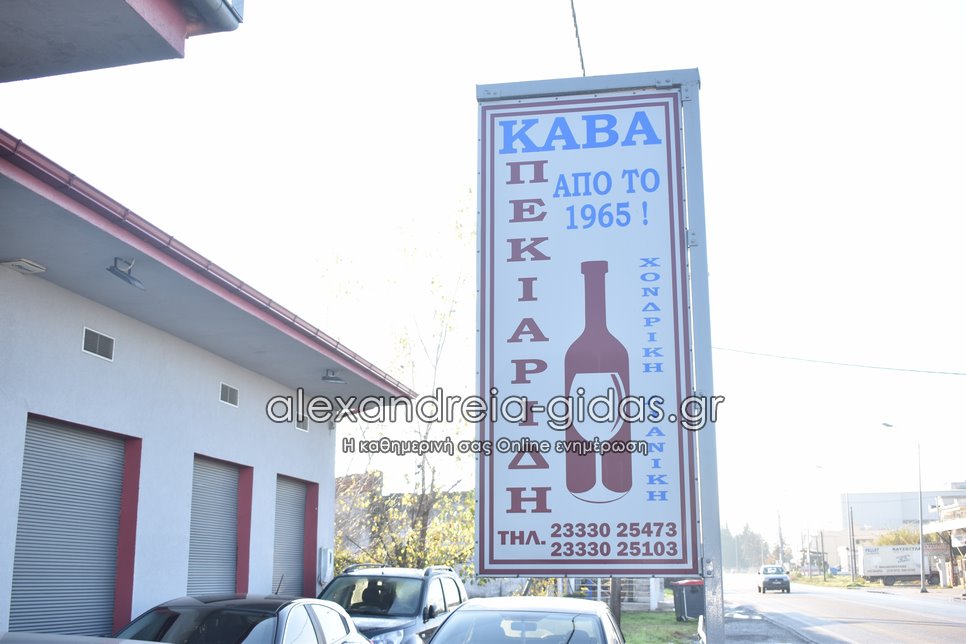 ΚΑΒΑ
ΠΕΚΙΑΡΙΔΗ
ΑΠΟ ΤΟ
1965 !
ΧΟΝΔΡΙΚΗ
ΛΙΑΝΙΚΗ
alexandreia-gidas.gr
Η καθημερινή σας Online ενημέρωση
ΤΗΛ. 23330 25473
23330 25103
PELLET